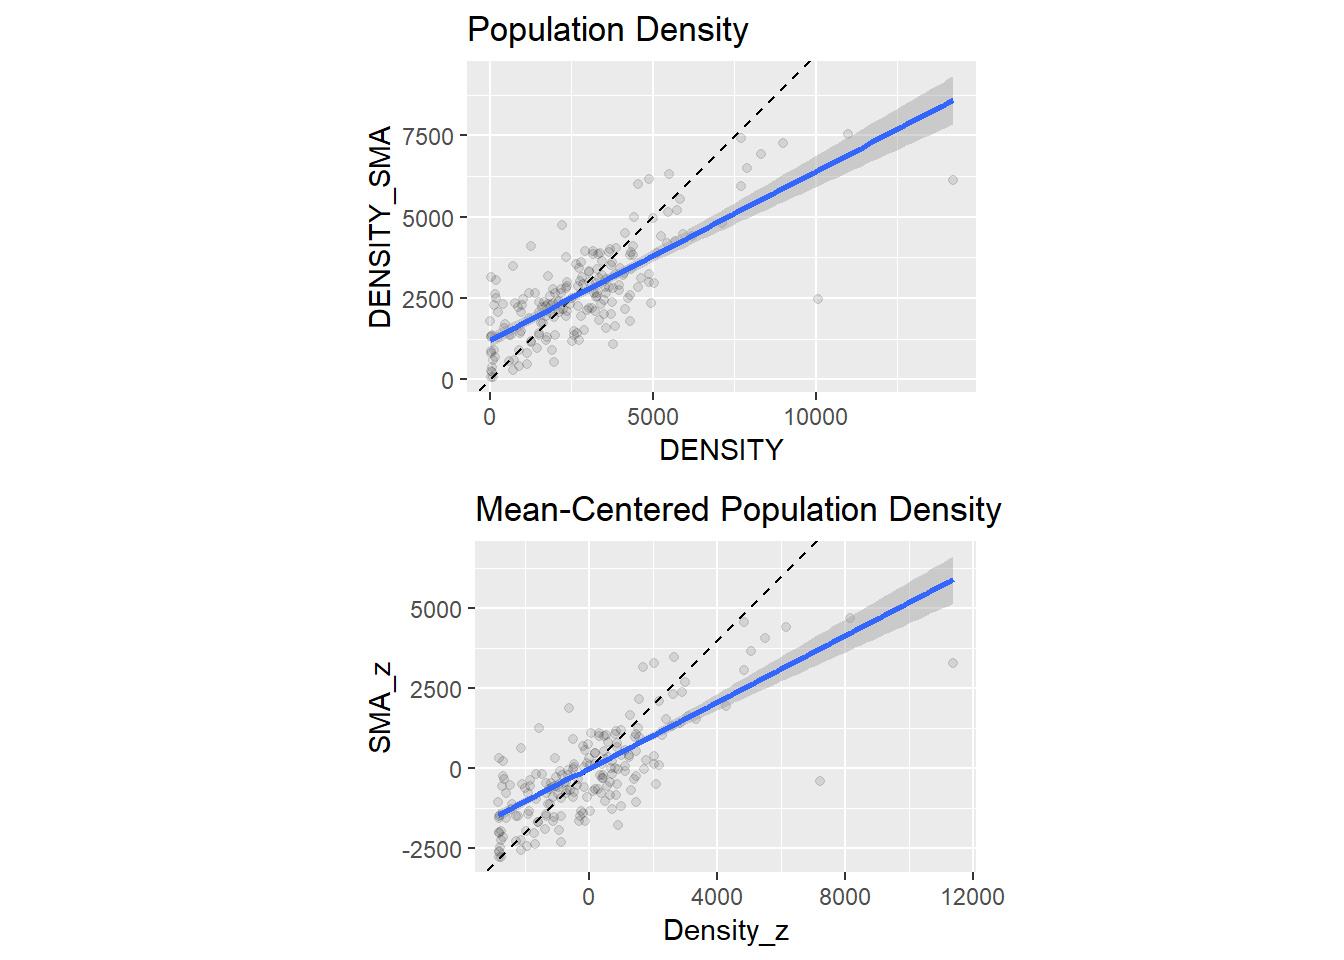 Population Density
DENSITY_SMA
7500
5000
2500
0
0 5000 10000
DENSITY
Mean-Centered Population Density
SMA_z
5000
2500
0
-2500
0 4000 8000 12000
Density_z